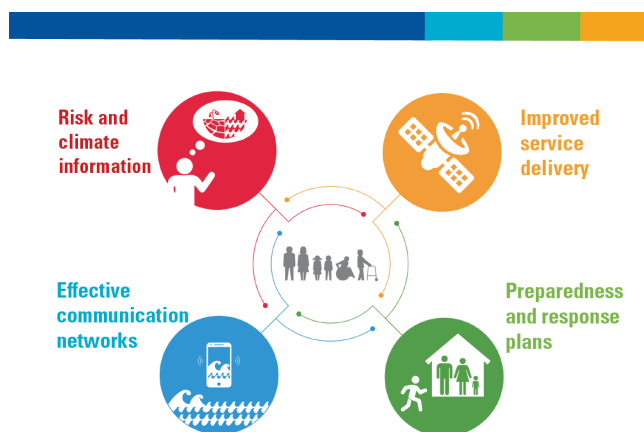 Risk and
climate
information
Improved
service
delivery
Effective
communication
networks
Preparedness
and response
plans